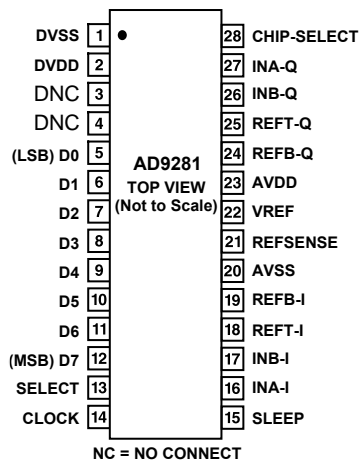 DVSS 1
DVDD 2
DNC 3
DNC 4
(LSB) D0 5
D1 6
D2 7
D3 8
D4 9
D5 10
D6 11
(MSB) D7 12
SELECT 13
CLOCK 14
AD9281
TOP VIEW
(Not to Scale)
28 CHIP-SELECT
27 INA-Q
26 INB-Q
25 REFT-Q
24 REFB-Q
23 AVDD
22 VREF
21 REFSENSE
20 AVSS
19 REFB-I
18 REFT-I
17 INB-I
16 INA-I
15 SLEEP
NC = NO CONNECT